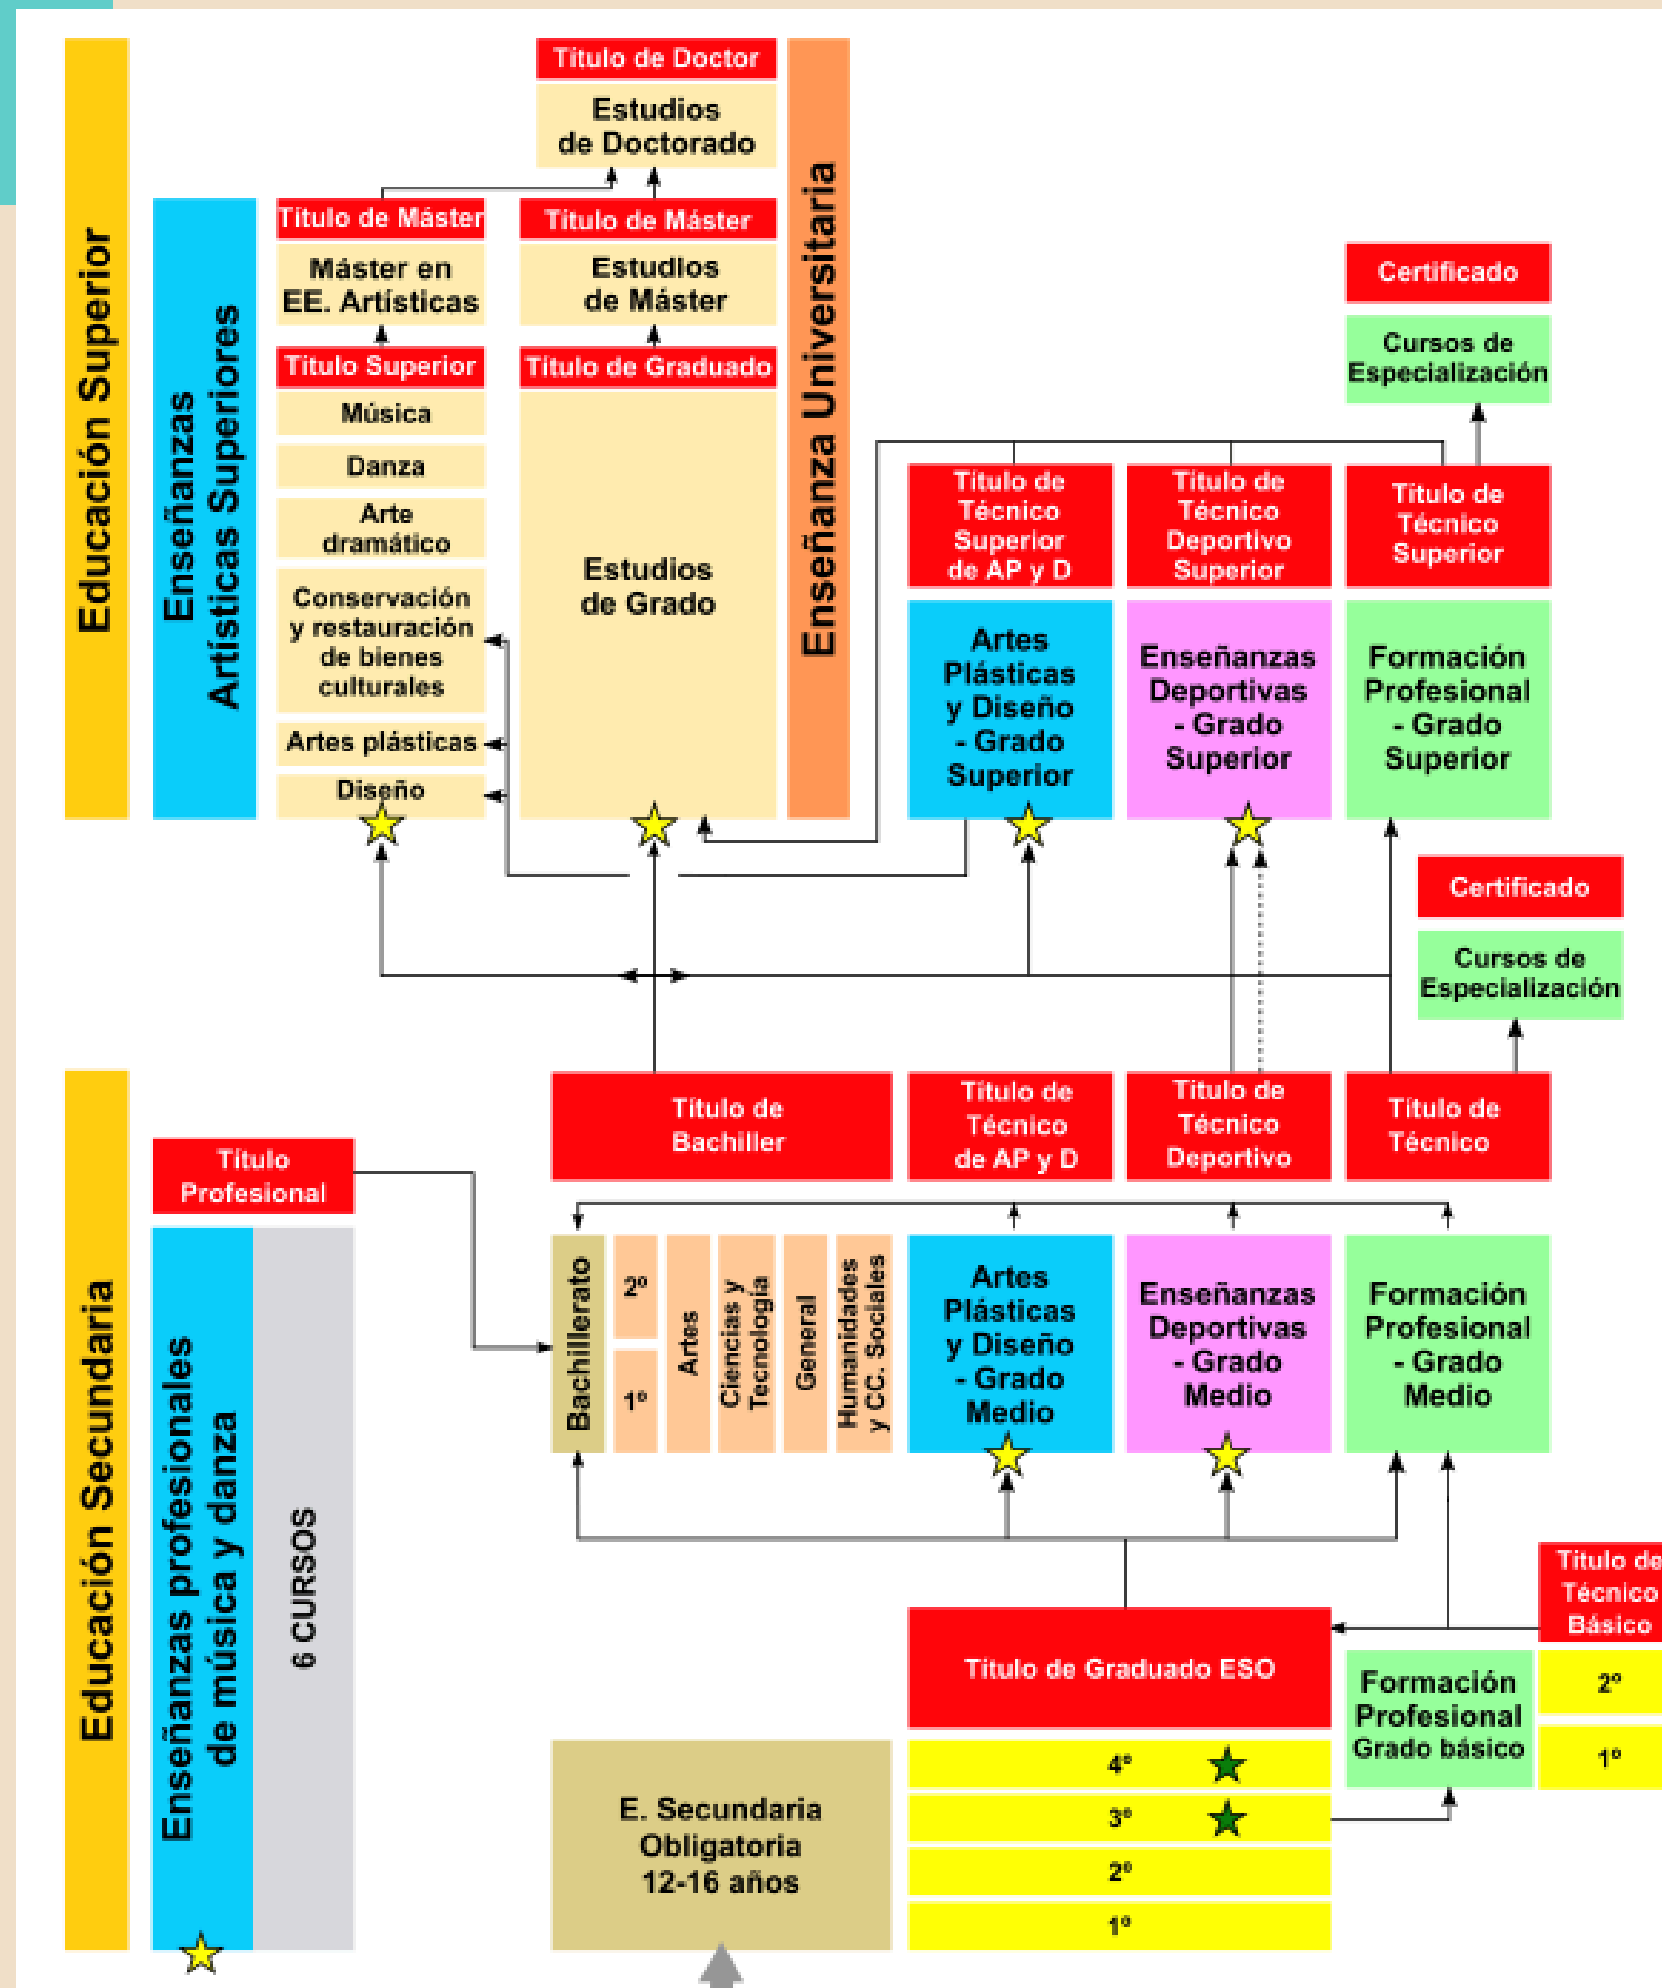 Educación Superior
Enseñanzas
Artísticas Superiores
Título de Doctor
Estudios
de Doctorado
Título de Máster
Máster en
EE. Artísticas
Título Superior
Música
Danza
Arte
dramático
Conservación
y restauración
de bienes
culturales
Artes plásticas
Diseño
Título de Máster
Estudios
de Máster
Título de Graduado
Estudios
de Grado
Enseñanza Universitaria
Título de
Técnico
Superior
de AP y D
Artes
Plásticas
y Diseño
- Grado
Superior
Título de
Técnico
Deportivo
Superior
Enseñanzas
Deportivas
- Grado
Superior
Certificado
Cursos de
Especialización
Título de
Técnico
Superior
Formación
Profesional
- Grado
Superior
Certificado
Cursos de
Especialización
Educación Secundaria
Título
Profesional
Enseñanzas profesionales
de música y danza
6 CURSOS
Título de
Bachiller
Bachillerato
2º
1º
Artes
Ciencias y
Tecnología
General
Humanidades
y CC. Sociales
Título de
Técnico
de AP y D
Artes
Plásticas
y Diseño
- Grado
Medio
Título de
Técnico
Deportivo
Enseñanzas
Deportivas
- Grado
Medio
Título de
Técnico
Formación
Profesional
- Grado
Medio
Título de Graduado ESO
4º
3º
2º
1º
E. Secundaria
Obligatoria
12-16 años
Formación
Profesional
Grado básico
Título de
Técnico
Básico
2º
1º